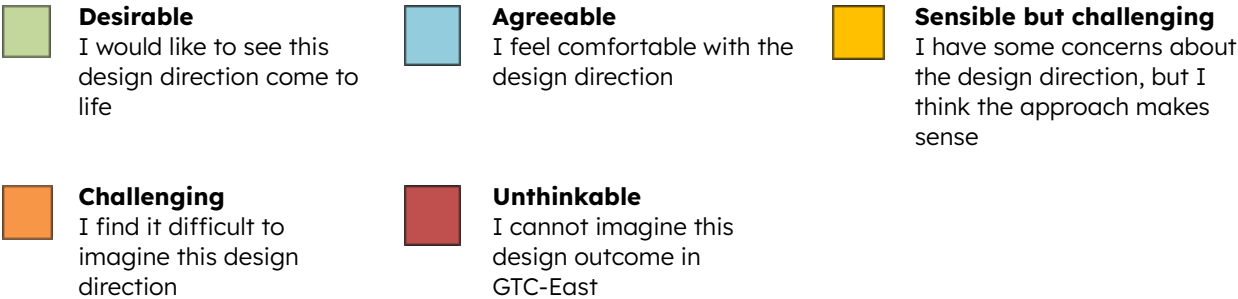 Desirable
I would like to see this
design direction come to
life
Agreeable
I feel comfortable with the
design direction
Sensible but challenging
I have some concerns about
the design direction, but I
think the approach makes
sense
Challenging
I find it difficult to
imagine this design
direction
Unthinkable
I cannot imagine this
design outcome in
GTC-East